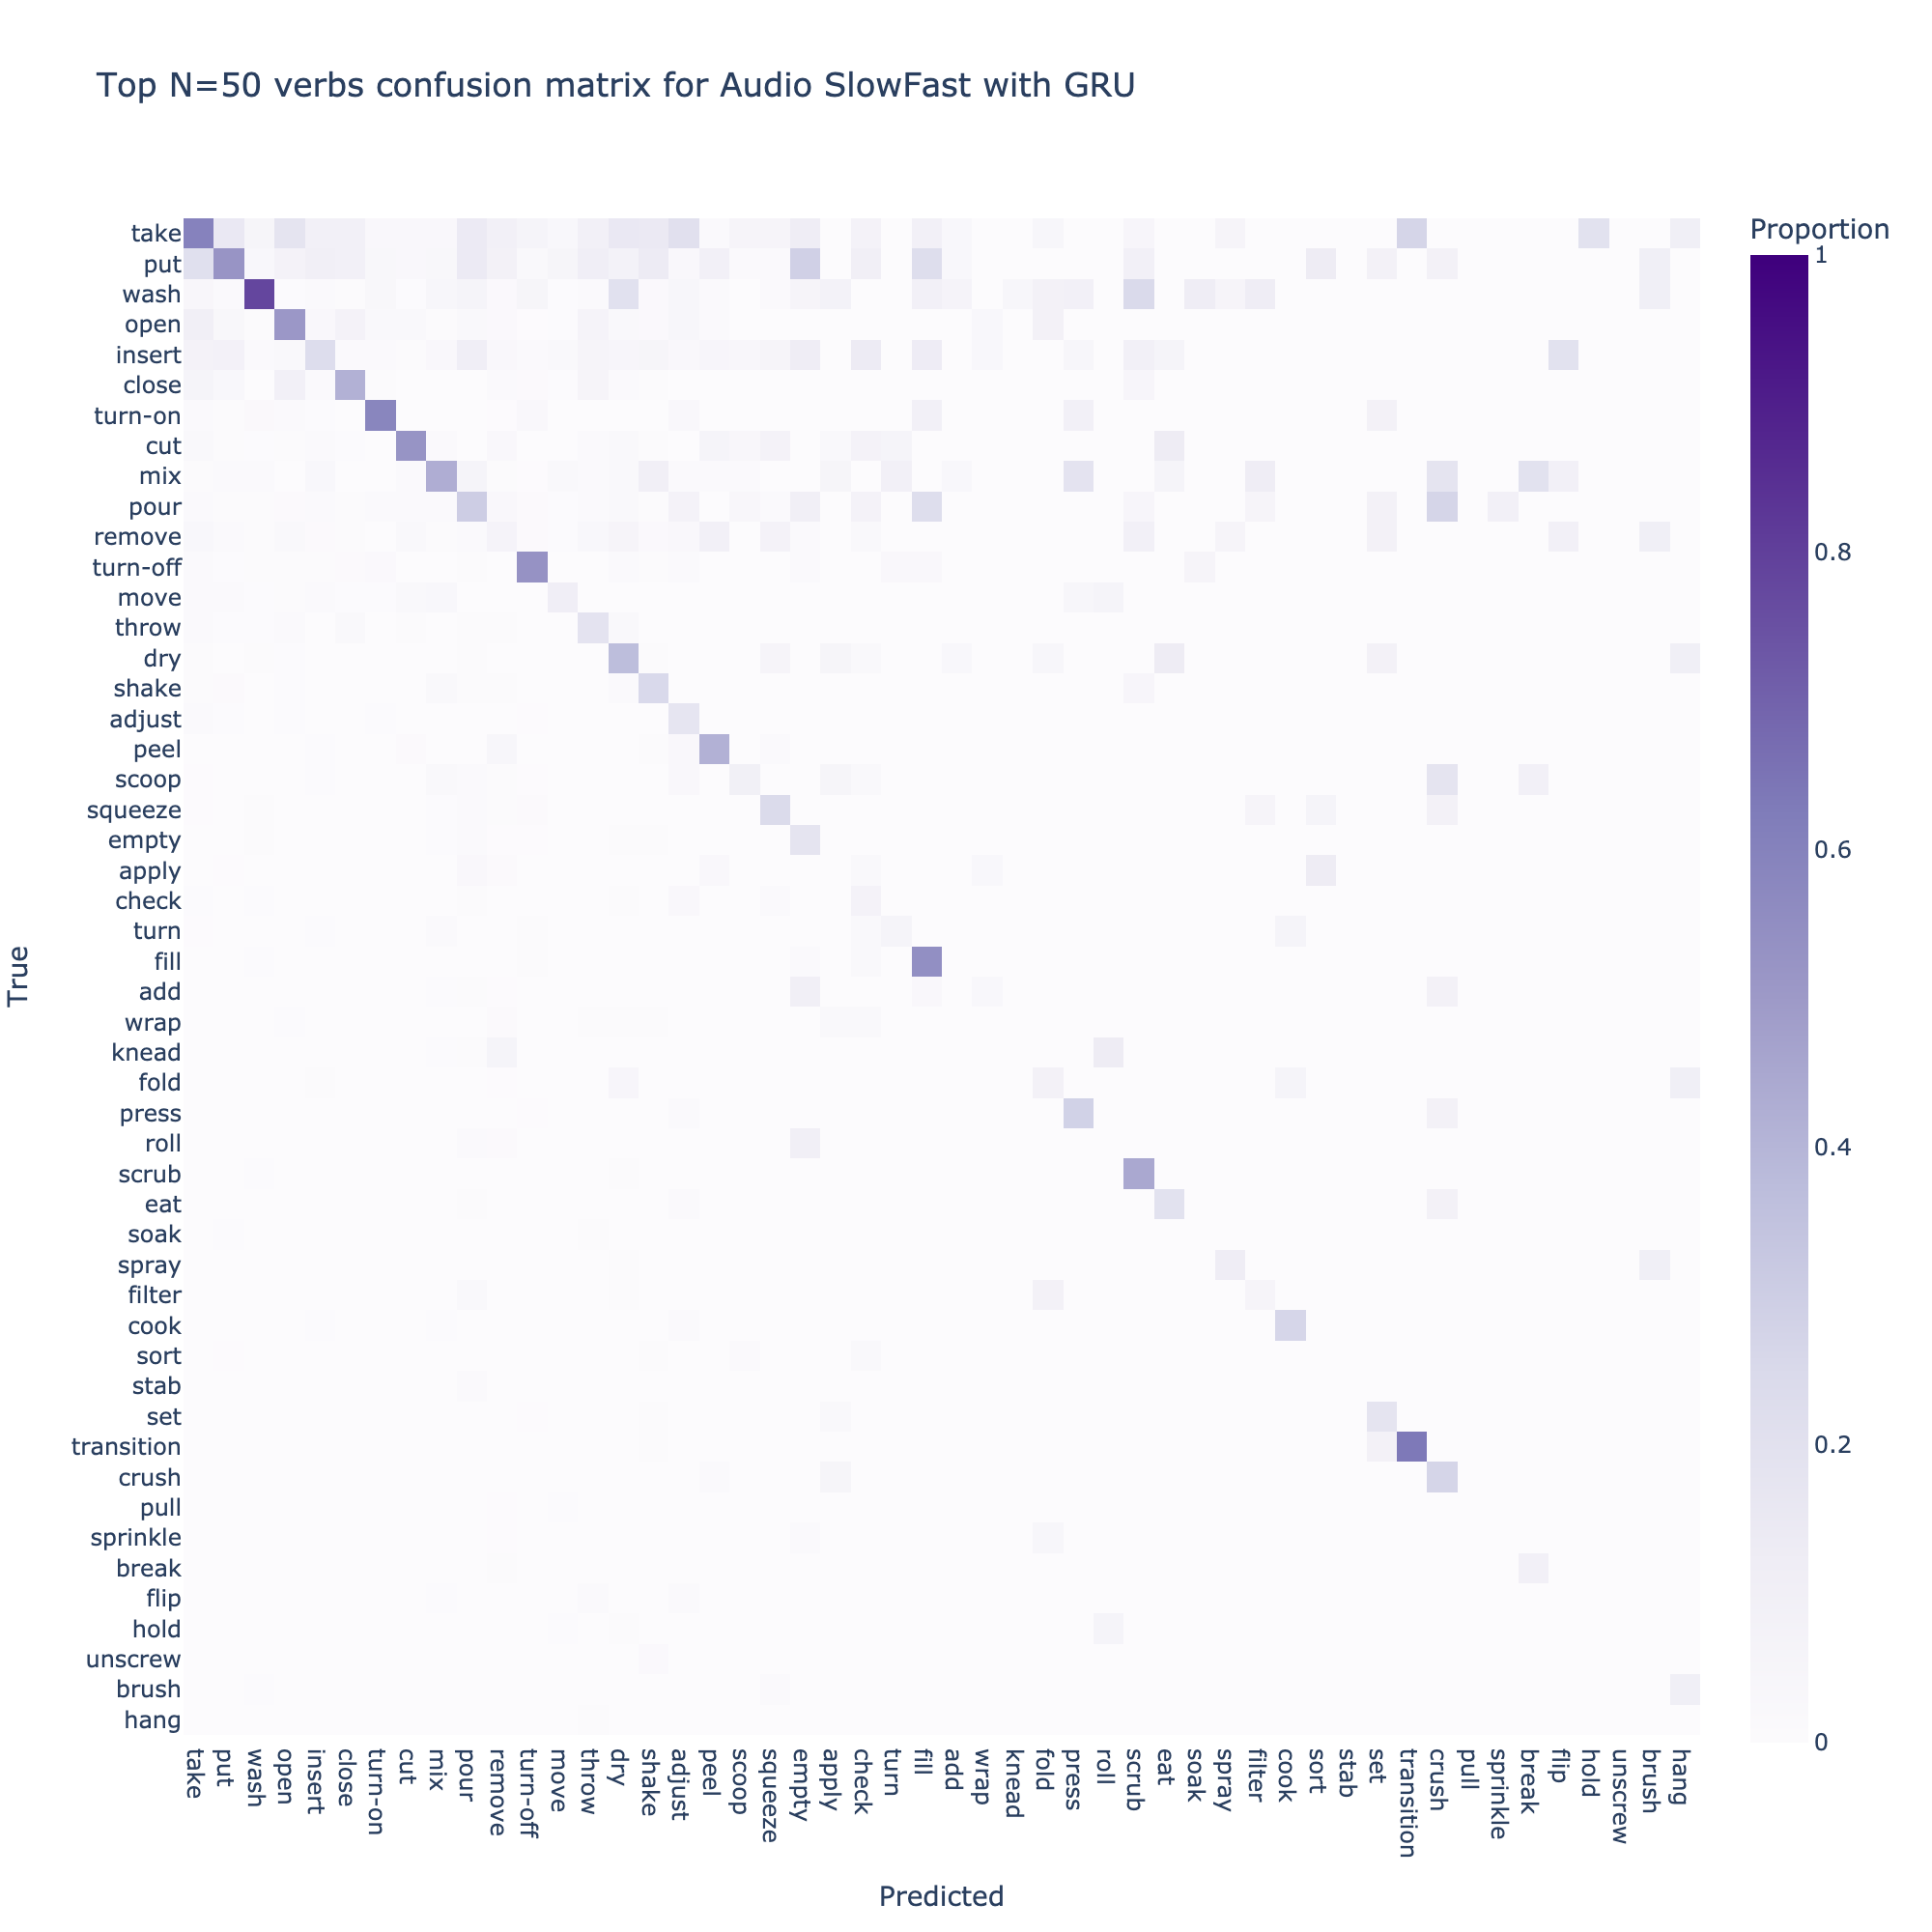 Top N=50 verbs confusion matrix for Audio SlowFast with GRU
Proportion
1
0.8
0.6
0.4
0.2
0
True
take
put
wash
open
insert
close
turn-on
cut
mix
pour
remove
turn-off
move
throw
dry
shake
adjust
peel
scoop
squeeze
empty
apply
check
turn
fill
add
wrap
knead
fold
press
roll
scrub
eat
soak
spray
filter
cook
sort
stab
set
transition
crush
pull
sprinkle
break
flip
hold
unscrew
brush
hang
take
put
wash
open
insert
close
turn-on
cut
mix
pour
remove
turn-off
move
throw
dry
shake
adjust
peel
scoop
squeeze
empty
apply
check
turn
fill
add
wrap
knead
fold
press
roll
scrub
eat
soak
spray
filter
cook
sort
stab
set
transition
crush
pull
sprinkle
break
flip
hold
unscrew
brush
hang
Predicted